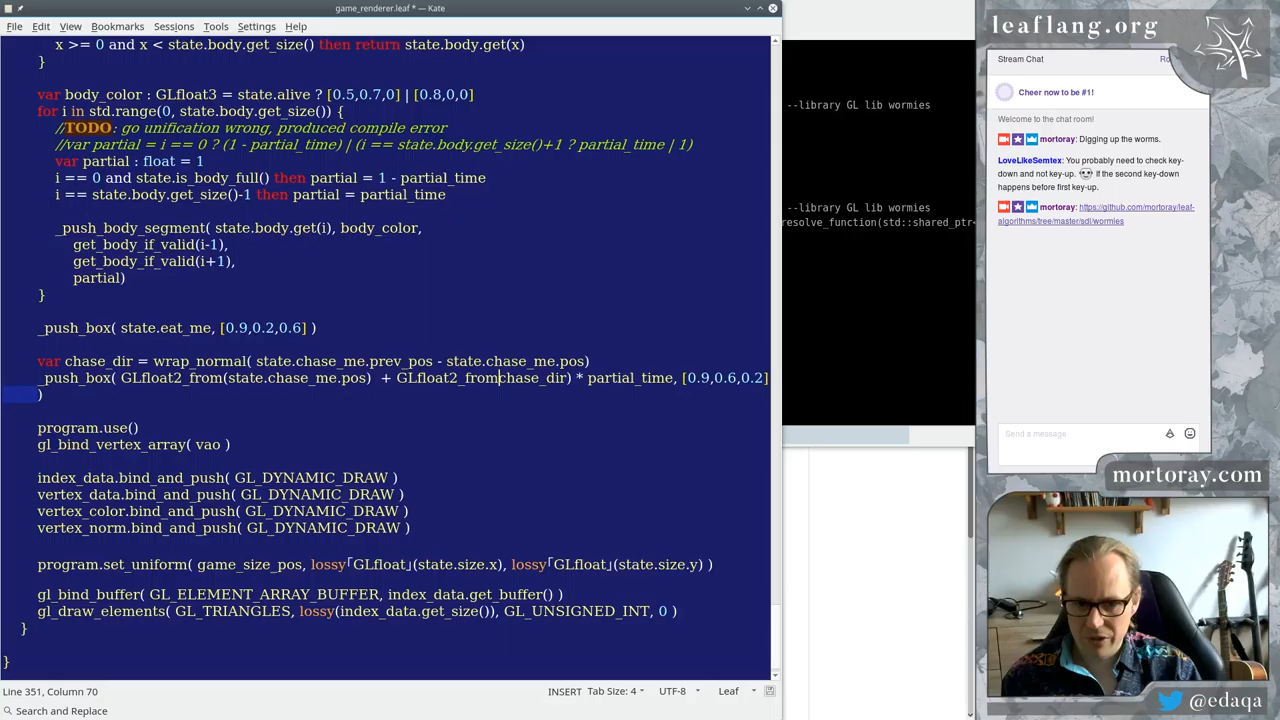 game_renderer.leaf * — Kate
File Edit View Bookmarks Sessions Tools Settings Help
x >= 0 and x < state.body.get_size() then return state.body.get(x)
}
var body_color : GLfloat3 = state.alive ? [0.5,0.7,0] | [0.8,0,0]
for i in std.range(0, state.body.get_size()) {
//TODO: go unification wrong, produced compile error
//var partial = i == 0 ? (1 - partial_time) | (i == state.body.get_size()+1 ? partial_time | 1)
var partial : float = 1
i == 0 and state.is_body_full() then partial = 1 - partial_time
i == state.body.get_size()-1 then partial = partial_time
_push_body_segment( state.body.get(i), body_color,
get_body_if_valid(i-1),
get_body_if_valid(i+1),
partial)
}
_push_box( state.eat_me, [0.9,0.2,0.6] )
var chase_dir = wrap_normal( state.chase_me.prev_pos - state.chase_me.pos)
_push_box( GLfloat2_from(state.chase_me.pos)  + GLfloat2_fromchase_dir) * partial_time, [0.9,0.6,0.2]
)
program.use()
gl_bind_vertex_array( vao )
index_data.bind_and_push( GL_DYNAMIC_DRAW )
vertex_data.bind_and_push( GL_DYNAMIC_DRAW )
vertex_color.bind_and_push( GL_DYNAMIC_DRAW )
vertex_norm.bind_and_push( GL_DYNAMIC_DRAW )
program.set_uniform( game_size_pos, lossy｢GLfloat｣(state.size.x), lossy｢GLfloat｣(state.size.y) )
gl_bind_buffer( GL_ELEMENT_ARRAY_BUFFER, index_data.get_buffer() )
gl_draw_elements( GL_TRIANGLES, lossy(index_data.get_size()), GL_UNSIGNED_INT, 0 )
}
}
Line 351, Column 70 INSERT Tab Size: 4 UTF-8 Leaf
Search and Replace
--library GL lib wormies
--library GL lib wormies
resolve_function(std::shared_ptr<
leaflang.org
Stream Chat Ro
Cheer now to be #1!
Welcome to the chat room!
mortoray: Digging up the worms.
LoveLikeSemtex: You probably need to check key-
down and not key-up. If the second key-down
happens before first key-up.
mortoray: https://github.com/mortoray/leaf-
algorithms/tree/master/sdl/wormies
Send a message
mortoray.com
@edaqa